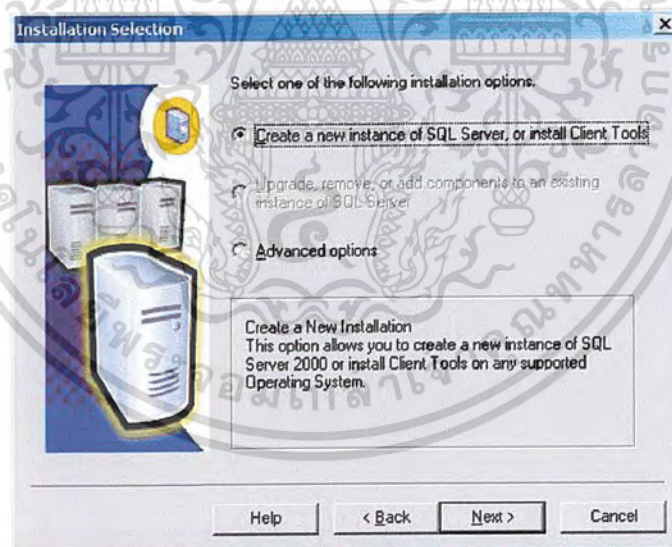 Installation Selection
Select one of the following installation options.
Create a new instance of SQL Server, or install Client Tools
Upgrade, remove, or add components to an existing
instance of SQL Server
Advanced options
Create a New Installation
This option allows you to create a new instance of SQL
Server 2000 or install Client Tools on any supported
Operating System.
Help
< Back
Next >
Cancel